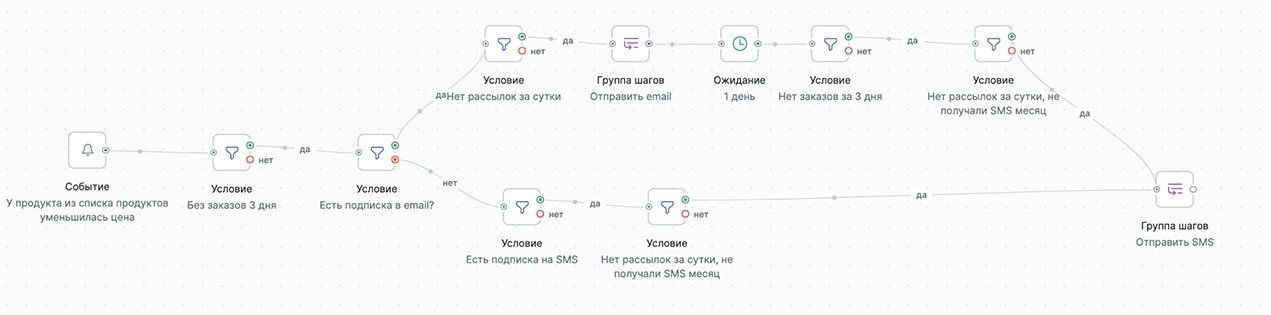 да
нет
Условие
Нет рассылок за сутки
да
Группа шагов
Отправить email
Ожидание
1 день
нет
Условие
Нет заказов за 3 дня
да
нет
Условие
Нет рассылок за сутки, не
получали SMS месяц
да
да
Событие
У продукта из списка продуктов
уменьшилась цена
нет
Условие
Без заказов 3 дня
да
Условие
Есть подписка в email?
нет
нет
Условие
Есть подписка на SMS
да
нет
Условие
Нет рассылок за сутки, не
получали SMS месяц
да
Группа шагов
Отправить SMS